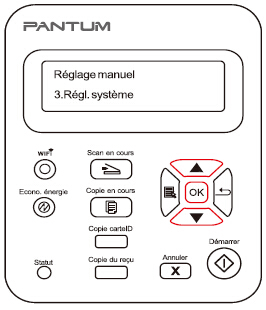 PANTUM
Réglage manuel
3.Régl. système
WiFi
Scan en cours
Econo. énergie
Copie en cours
OK
Copie carteID
Démarrer
Statut
Copie du reçu
Annuler
X